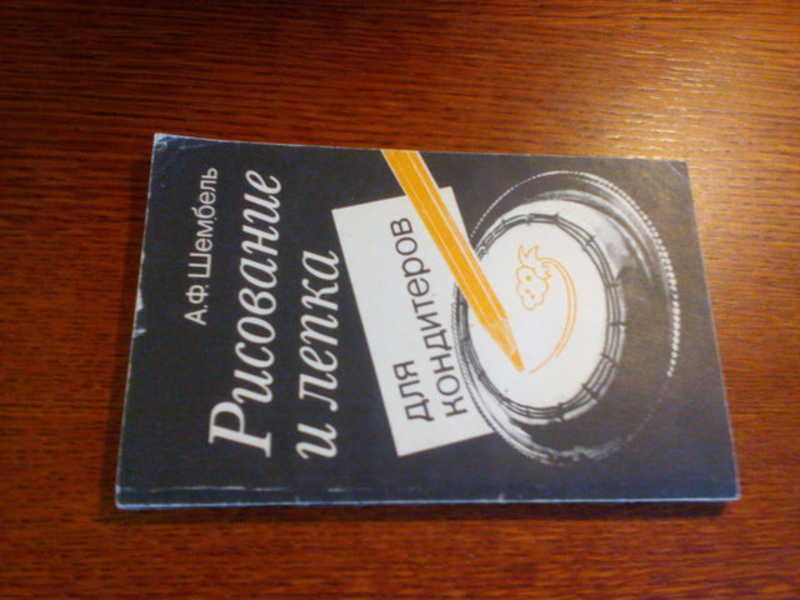 А.Ф. Шембель
Рисование
и лепка
для
кондитеров